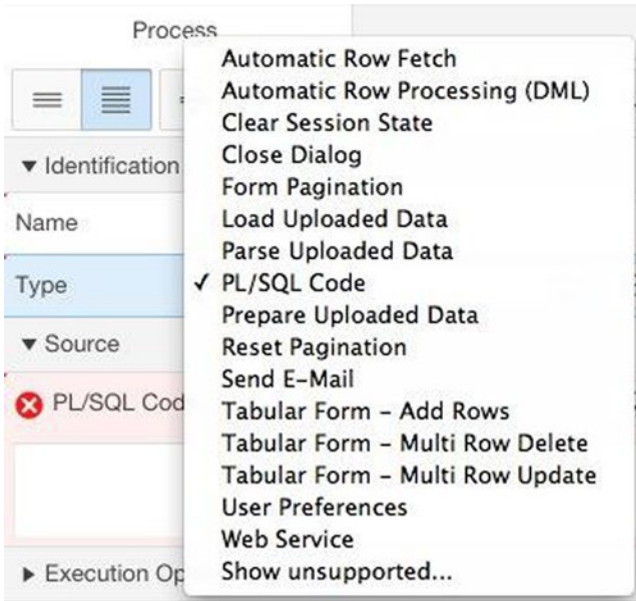 Process
Automatic Row Fetch
Automatic Row Processing (DML)
Clear Session State
Close Dialog
Form Pagination
Load Uploaded Data
Parse Uploaded Data
✓ PL/SQL Code
Prepare Uploaded Data
Reset Pagination
Send E-Mail
Tabular Form – Add Rows
Tabular Form – Multi Row Delete
Tabular Form – Multi Row Update
User Preferences
Web Service
Show unsupported...
▼ Identification
Name
Type
▼ Source
PL/SQL Cod
▶ Execution Op